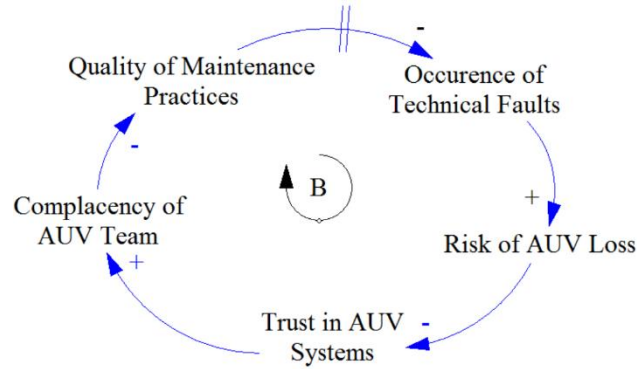 -
Quality of Maintenance
Practices
Occurence of
Technical Faults
-
B
Complacency of
AUV Team
+
Risk of AUV Loss
+
-
Trust in AUV
Systems